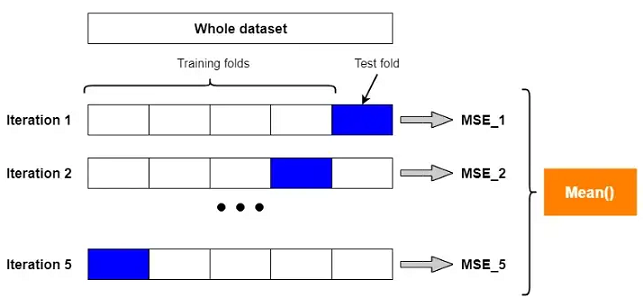 Whole dataset
Training folds
Test fold
Iteration 1
MSE_1
Iteration 2
MSE_2
Mean()
Iteration 5
MSE_5